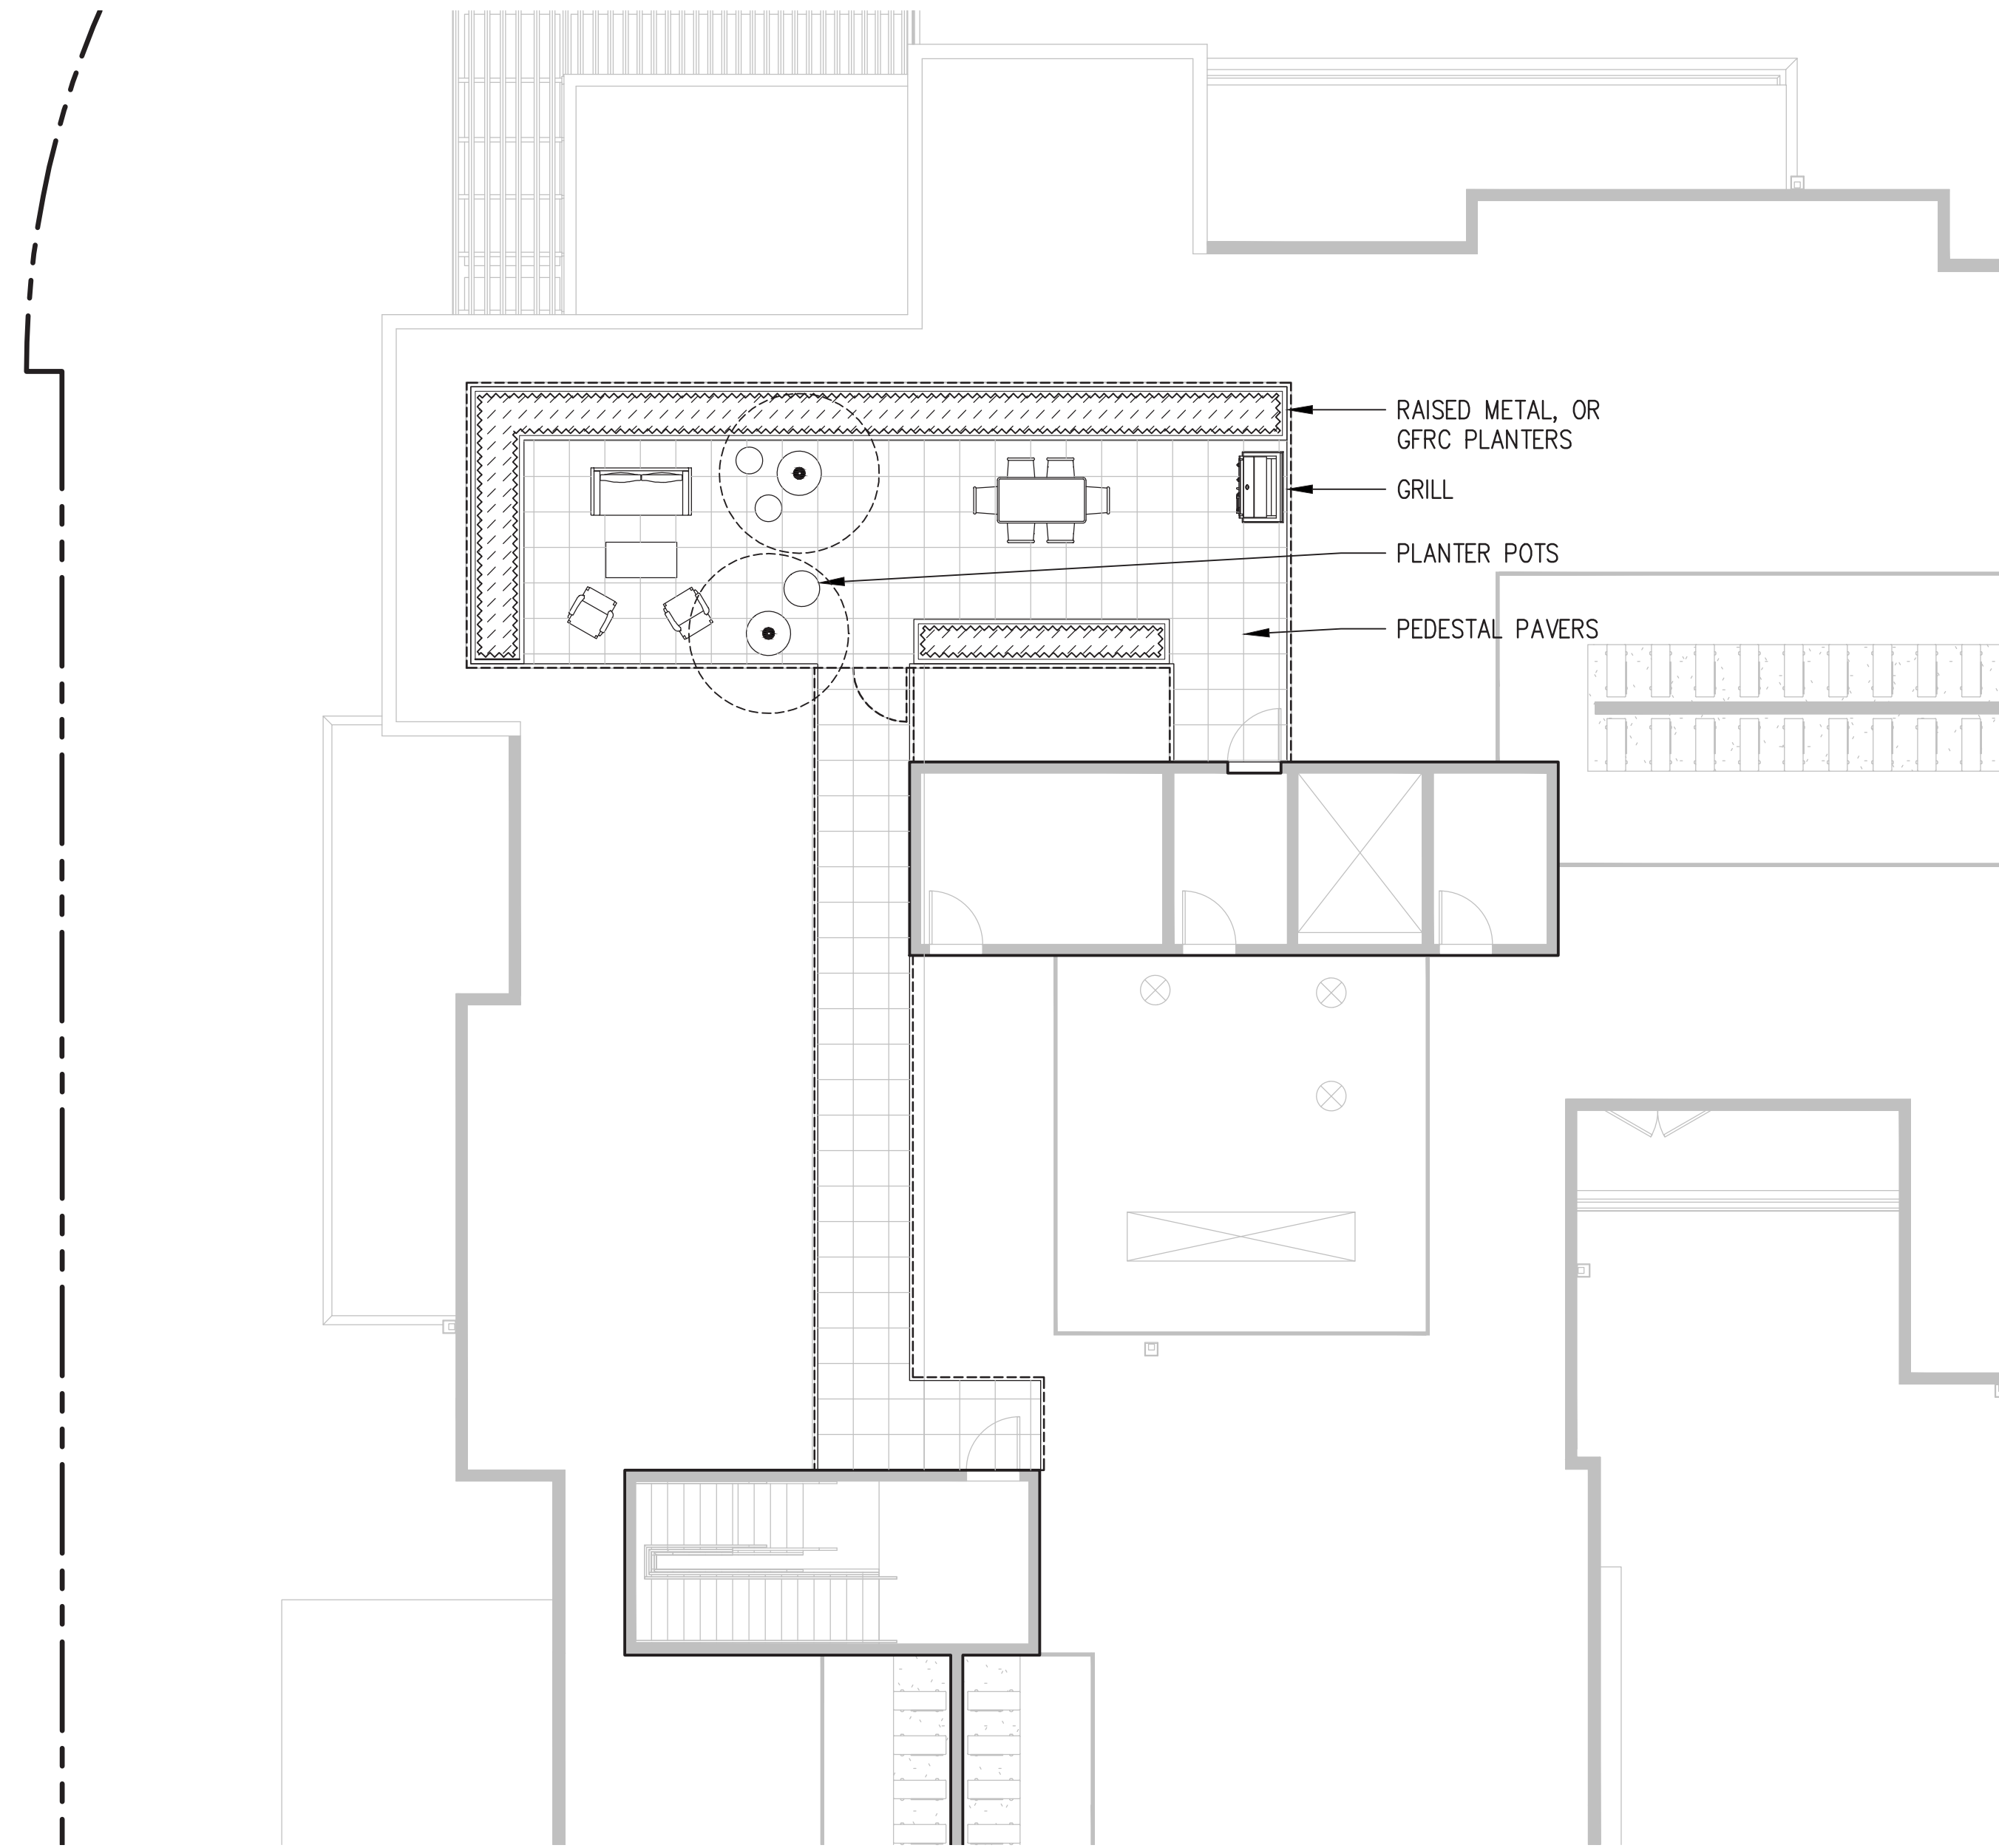 RAISED METAL, OR
GFRC PLANTERS
GRILL
PLANTER POTS
PEDESTAL PAVERS